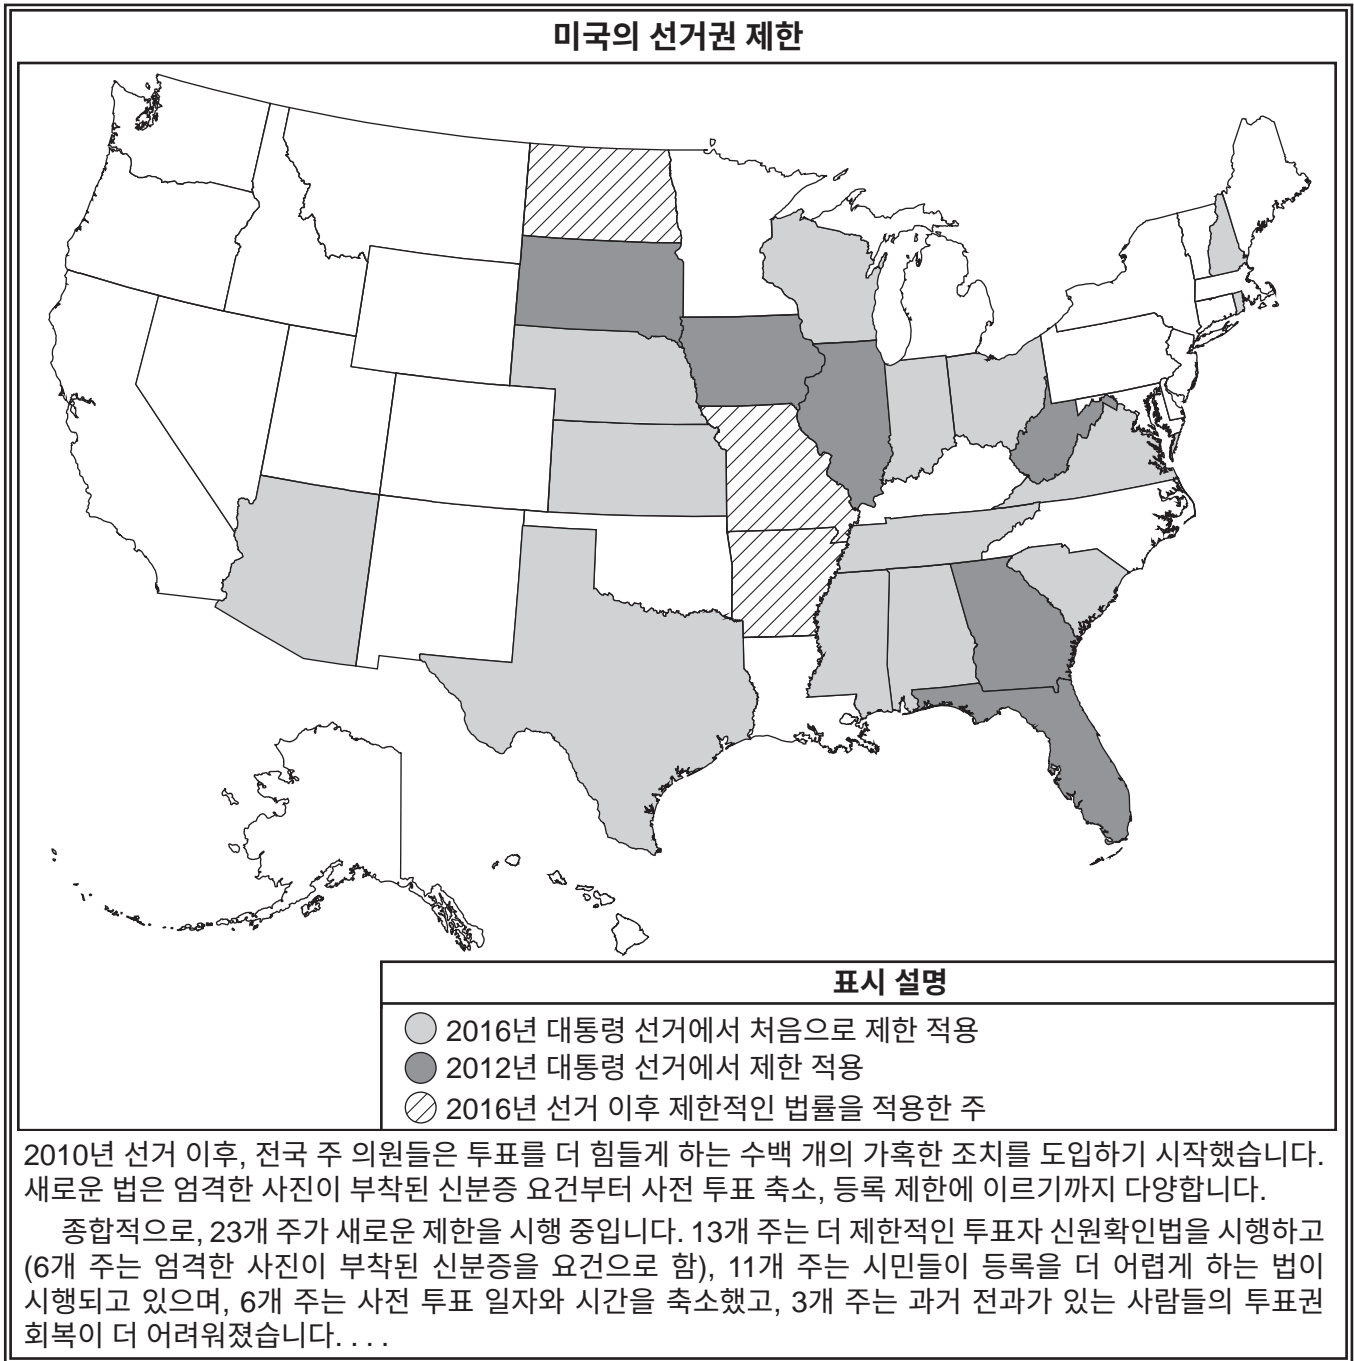 미국의 선거권 제한
표시 설명
2016년 대통령 선거에서 처음으로 제한 적용
2012년 대통령 선거에서 제한 적용
2016년 선거 이후 제한적인 법률을 적용한 주
2010년 선거 이후, 전국 주 의원들은 투표를 더 힘들게 하는 수백 개의 가혹한 조치를 도입하기 시작했습니다.
새로운 법은 엄격한 사진이 부착된 신분증 요건부터 사전 투표 축소, 등록 제한에 이르기까지 다양합니다.
종합적으로, 23개 주가 새로운 제한을 시행 중입니다. 13개 주는 더 제한적인 투표자 신원확인법을 시행하고
(6개 주는 엄격한 사진이 부착된 신분증을 요건으로 함), 11개 주는 시민들이 등록을 더 어렵게 하는 법이
시행되고 있으며, 6개 주는 사전 투표 일자와 시간을 축소했고, 3개 주는 과거 전과가 있는 사람들의 투표권
회복이 더 어려워졌습니다. . . .